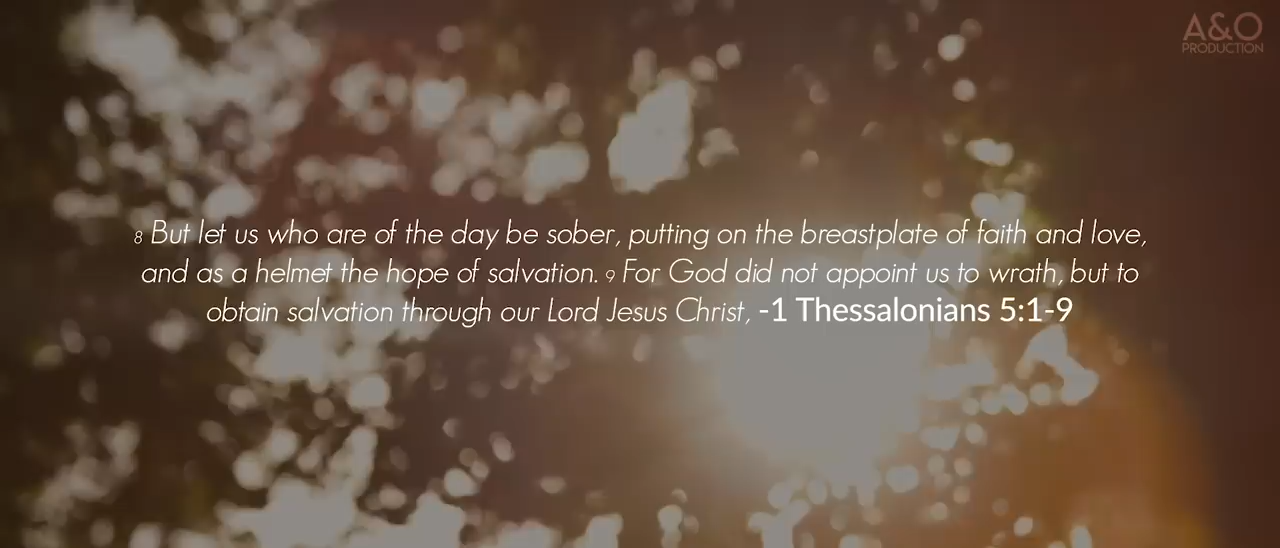 A&O
PRODUCTION
8 But let us who are of the day be sober, putting on the breastplate of faith and love,
and as a helmet the hope of salvation. 9 For God did not appoint us to wrath, but to
obtain salvation through our Lord Jesus Christ, -1 Thessalonians 5:1-9